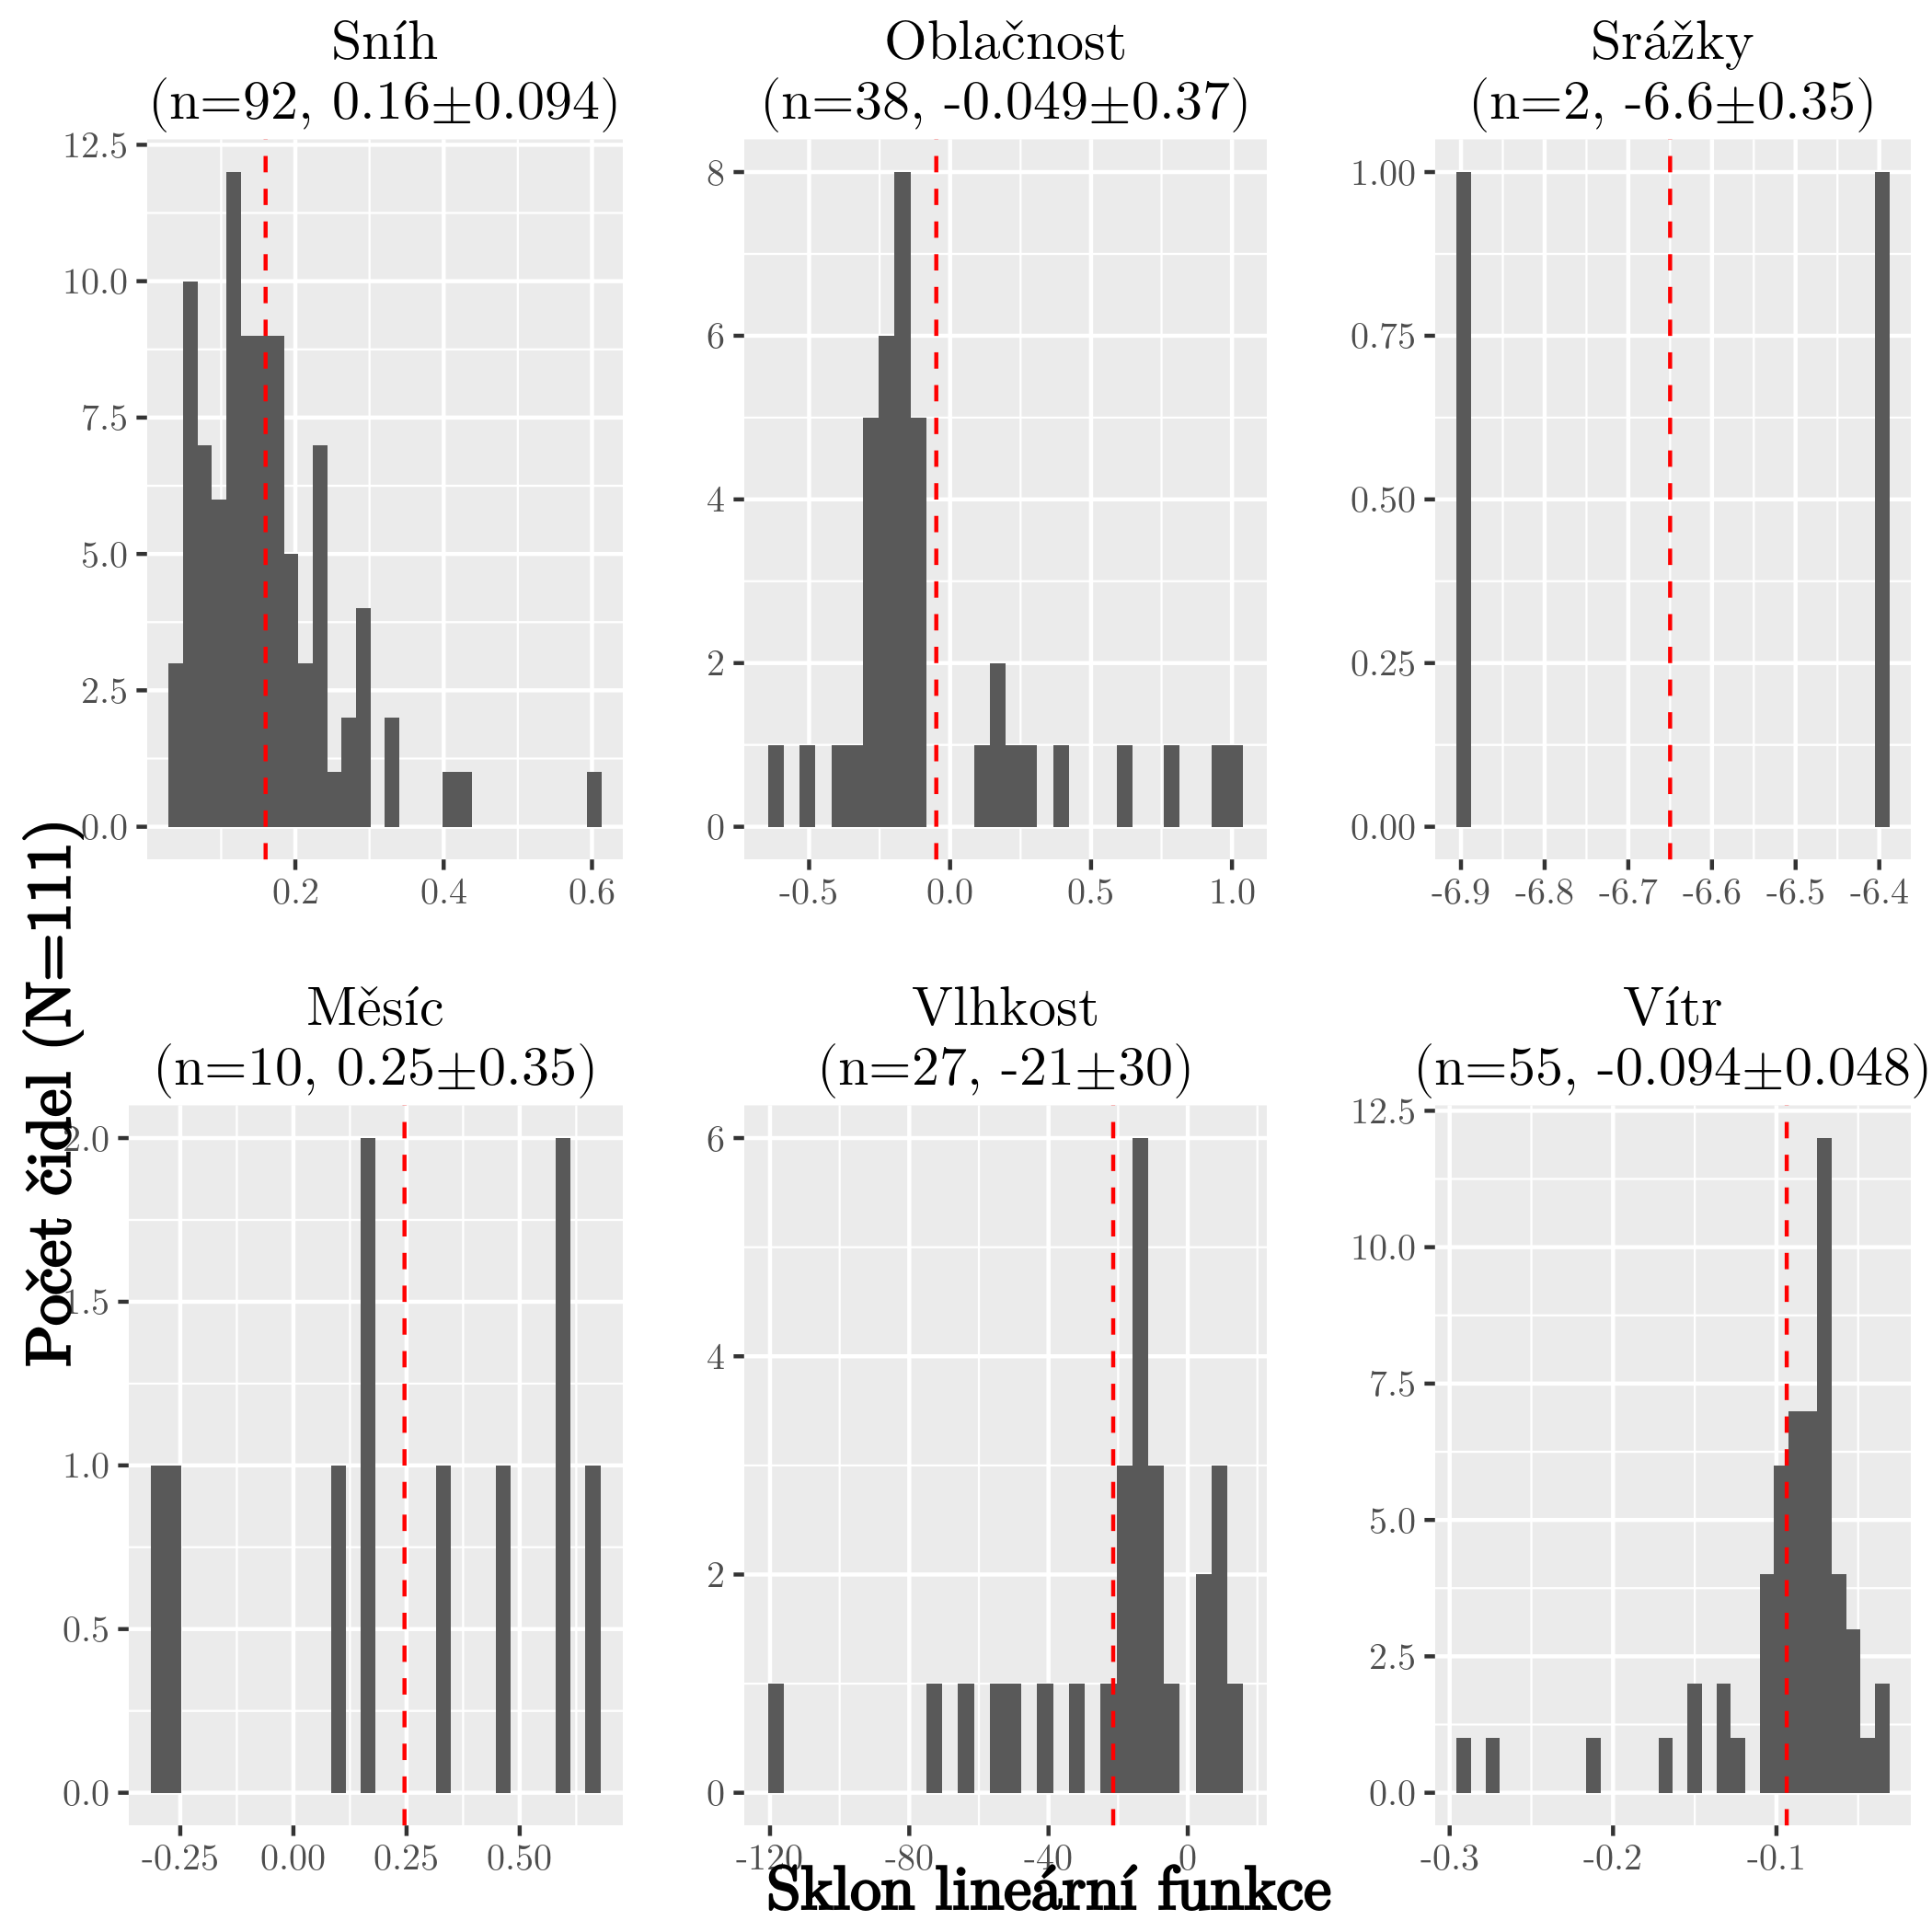 Sníh
(n=92, 0.16±0.094)
12.5
10.0
7.5
5.0
2.5
0.0
0.2 0.4 0.6
Oblačnost
(n=38, -0.049±0.37)
8
6
4
2
0
-0.5 0.0 0.5 1.0
Srážky
(n=2, -6.6±0.35)
1.00
0.75
0.50
0.25
0.00
-6.9 -6.8 -6.7 -6.6 -6.5 -6.4
Počet čidel (N=111)
Měsíc
(n=10, 0.25±0.35)
2.0
1.5
1.0
0.5
0.0
-0.25 0.00 0.25 0.50
Vlhkost
(n=27, -21±30)
6
4
2
0
-120 -80 -40 0
Vítr
(n=55, -0.094±0.048)
12.5
10.0
7.5
5.0
2.5
0.0
-0.3 -0.2 -0.1
Sklon lineární funkce